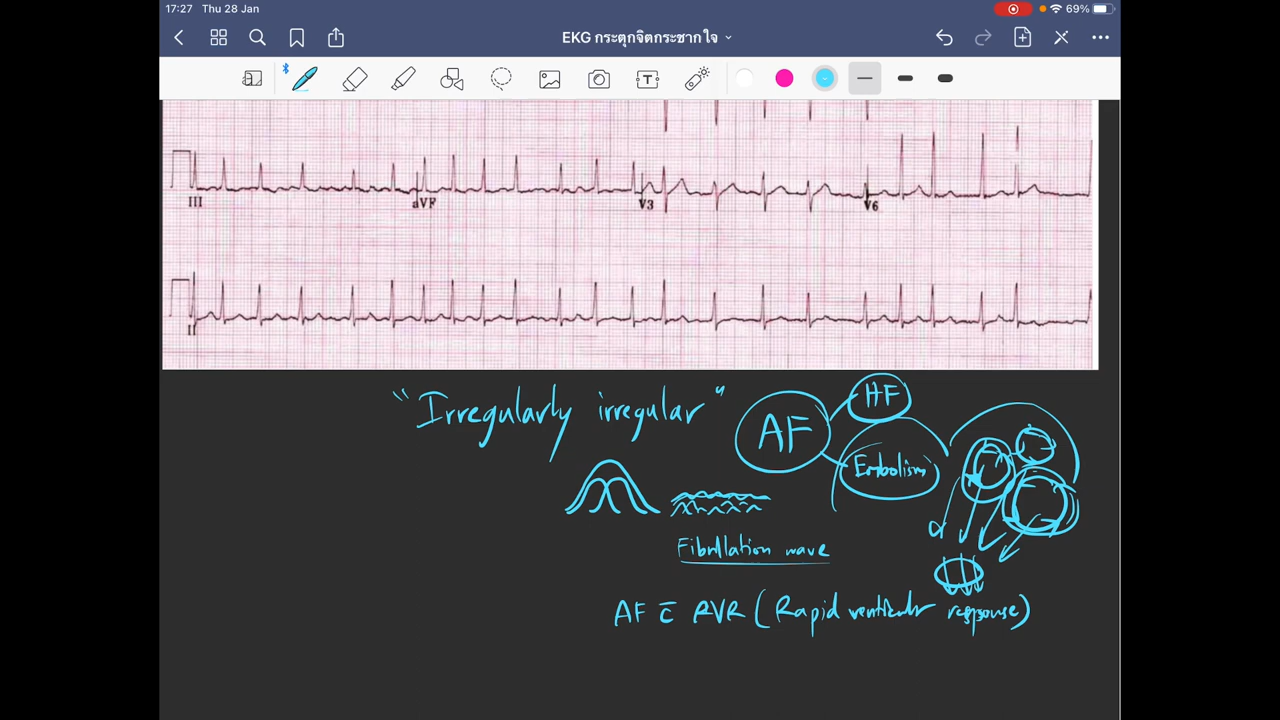 17:27 Thu 28 Jan
69%
EKG กระตุกจิตกระชากใจ
III
aVF
V3
V6
II
"Irregularly irregular"
AF
HF
Embolism
α
Fibrillation wave
AF c̄ RVR (Rapid venticular response)